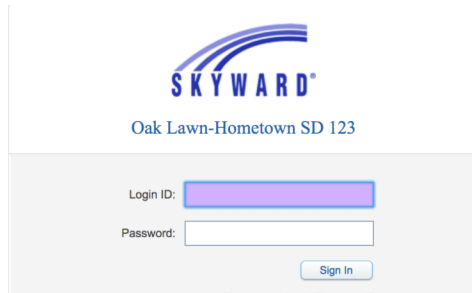 SKYWARD®
Oak Lawn-Hometown SD 123
Login ID:
Password:
Sign In